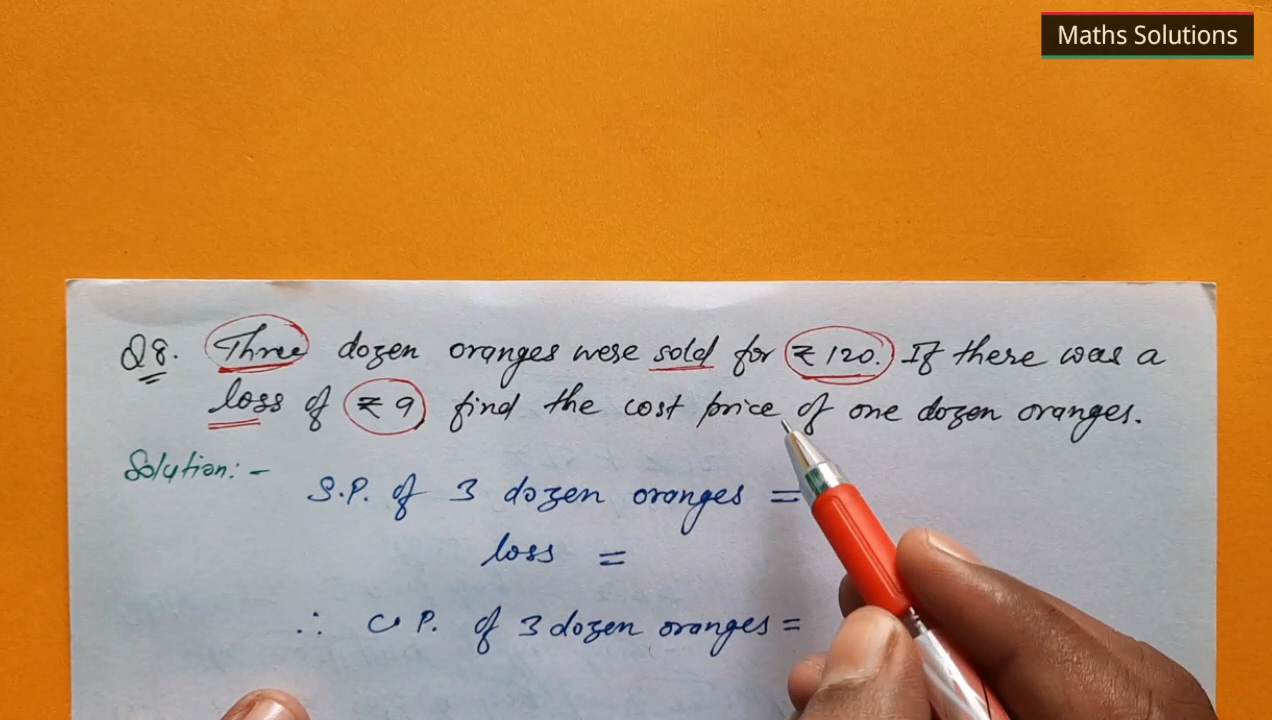 Maths Solutions
Q8. Three dozen oranges were sold for ₹120. If there was a
loss of ₹9 find the cost price of one dozen oranges.
Solution:-
S.P. of 3 dozen oranges =
loss =
∴ C.P. of 3 dozen oranges =